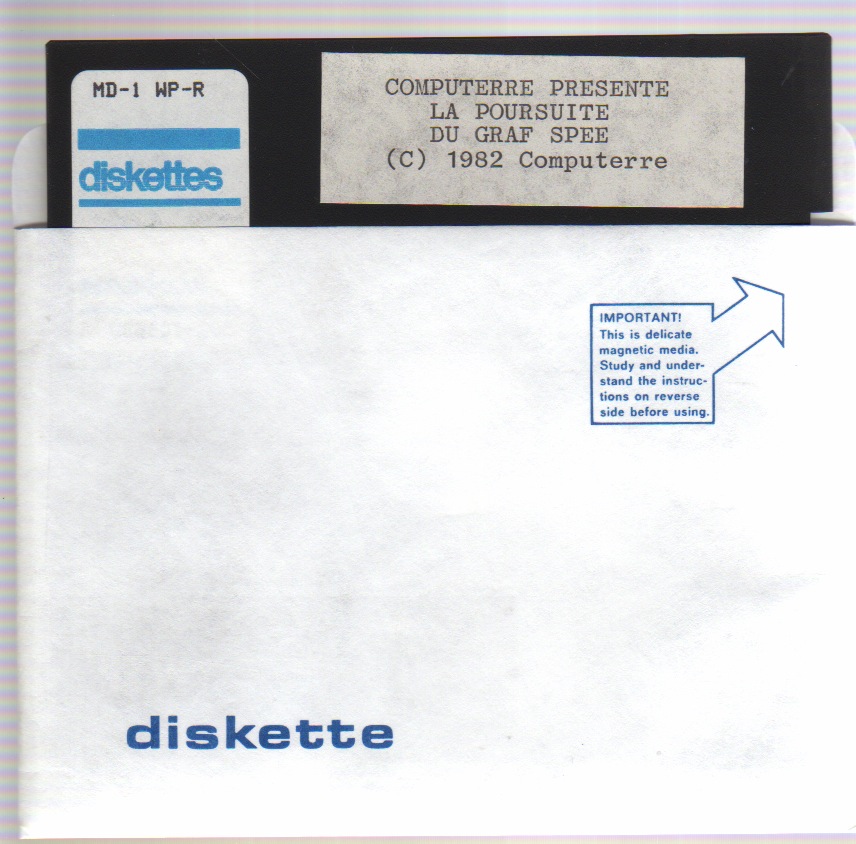 MD-1 WP-R
diskettes
COMPUTERRE PRESENTE
LA POURSUITE
DU GRAF SPEE
(C) 1982 Computerre
IMPORTANT!
This is delicate
magnetic media.
Study and under-
stand the instruc-
tions on reverse
side before using.
diskette